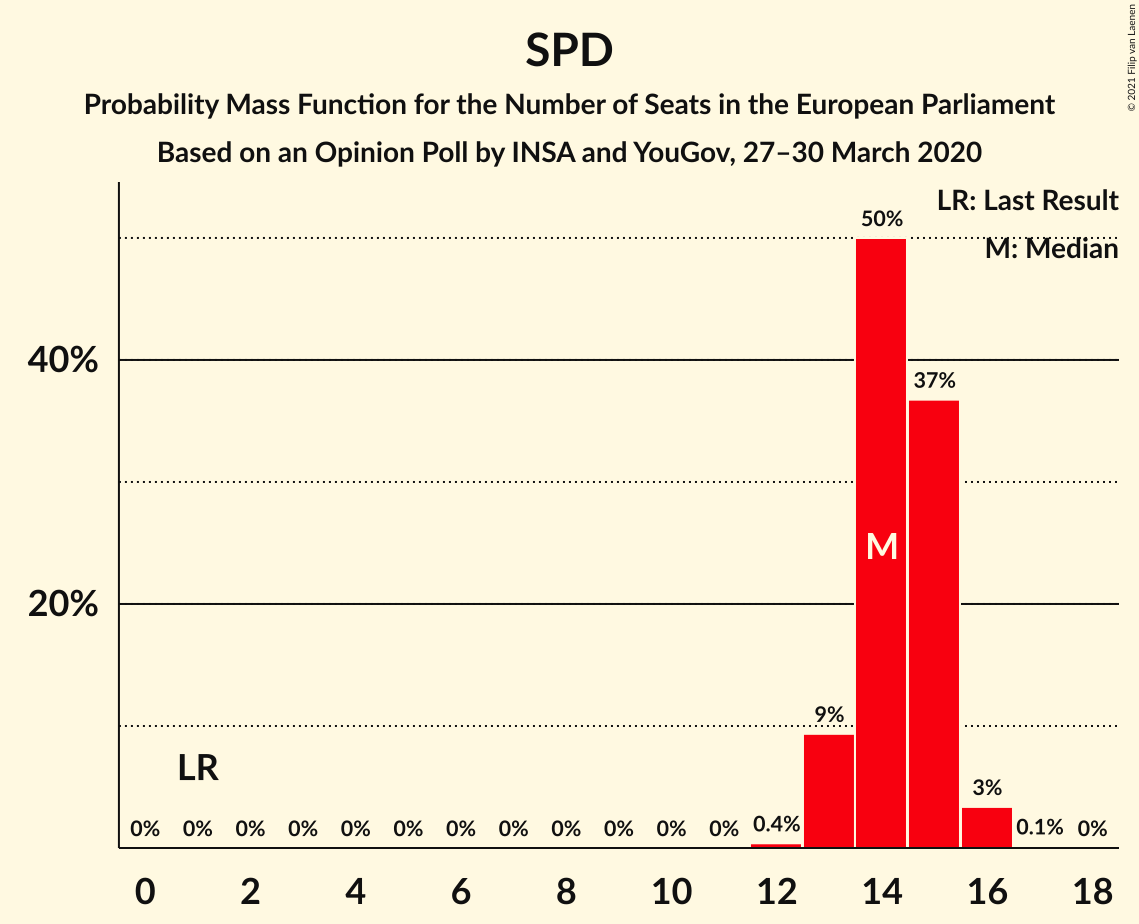 SPD
Probability Mass Function for the Number of Seats in the European Parliament
Based on an Opinion Poll by INSA and YouGov, 27–30 March 2020
© 2021 Filip van Laenen
LR: Last Result
M: Median
50%
40%
37%
M
20%
9%
LR
3%
0% 0% 0% 0% 0% 0% 0% 0% 0% 0% 0% 0% 0.4% 0.1% 0%
0 2 4 6 8 10 12 14 16 18